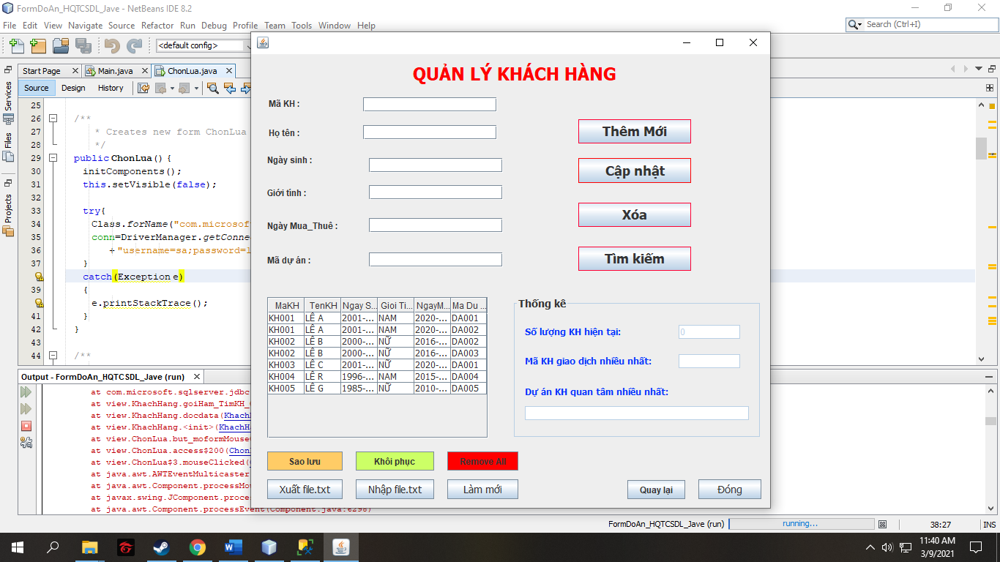 FormDoAn_HQTCSDL_Jave - NetBeans IDE 8.2
File Edit View Navigate Source Refactor Run Debug Profile Team Tools Window Help
Search (Ctrl+I)
<default config>
Start Page Main.java ChonLua.java
Source Design History
Services
Files
Projects
25
26 /**
27 * Creates new form ChonLua
28 */
29 public ChonLua() {
30 initComponents();
31 this.setVisible(false);
32
33 try{
34 Class.forName("com.microsof
35 conn=DriverManager.getConne
36 + "username=sa;password=1
37 }
catch(Exception e)
39 {
e.printStackTrace();
41 }
42 }
43
44 /**
Output - FormDoAn_HQTCSDL_Jave (run)
at com.microsoft.sqlserver.jdbc
at view.KhachHang.goiHam_TimKH_
at view.KhachHang.docdata(KhachH
at view.KhachHang.<init>(KhachHa
at view.ChonLua.but_moformMouse
at view.ChonLua.access$200(ChonL
at view.ChonLua$3.mouseClicked(
at java.awt.AWTEventMulticaster
at java.awt.Component.processMou
at javax.swing.JComponent.proces
at java.awt.Component.processEvent(Component.java:6298)
QUẢN LÝ KHÁCH HÀNG
Mã KH :
Họ tên :
Ngày sinh :
Giới tính :
Ngày Mua_Thuê :
Mã dự án :
Thêm Mới
Cập nhật
Xóa
Tìm kiếm
MaKH TenKH Ngay S... Gioi Ti... NgayM... Ma Du ...
KH001 LÊ A 2001-... NAM 2020-... DA001
KH001 LÊ A 2001-... NAM 2020-... DA002
KH002 LÊ B 2000-... NỮ 2016-... DA002
KH002 LÊ B 2000-... NỮ 2016-... DA003
KH003 LÊ C 2001-... NỮ 2020-... DA001
KH004 LÊ R 1996-... NAM 2015-... DA004
KH005 LÊ G 1985-... NỮ 2010-... DA005
Thống kê
Số lượng KH hiện tại: 0
Mã KH giao dịch nhiều nhất:
Dự án KH quan tâm nhiều nhất:
Sao lưu Khôi phục Remove All
Xuất file.txt Nhập file.txt Làm mới Quay lại Đóng
FormDoAn_HQTCSDL_Jave (run) running... 38:27 INS
11:40 AM
3/9/2021